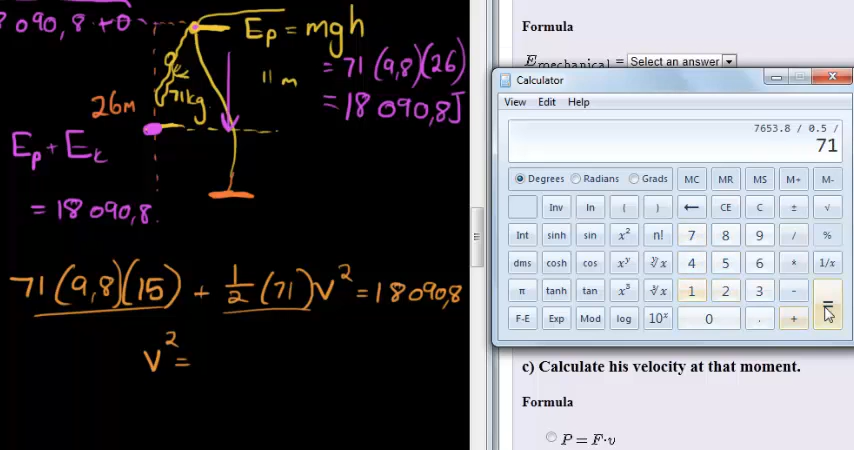 18 090,8 + 0
Ep = mgh
= 71 (9,8)(26)
= 18 090,8J
11 m
71kg
26m
Ep + Ek
= 18 090,8
71 (9,8)(15) + 1/2 (71) v² = 18 090,8
v² =
Formula
E mechanical = Select an answer
Calculator
View Edit Help
7653.8 / 0.5 /
71
Degrees Radians Grads MC MR MS M+ M-
Inv ln ( ) ← CE C ± √
Int sinh sin x² n! 7 8 9 / %
dms cosh cos xʸ ʸ√x 4 5 6 * 1/x
π tanh tan x³ ³√x 1 2 3 - =
F-E Exp Mod log 10ˣ 0 . +
c) Calculate his velocity at that moment.
Formula
P = F·v